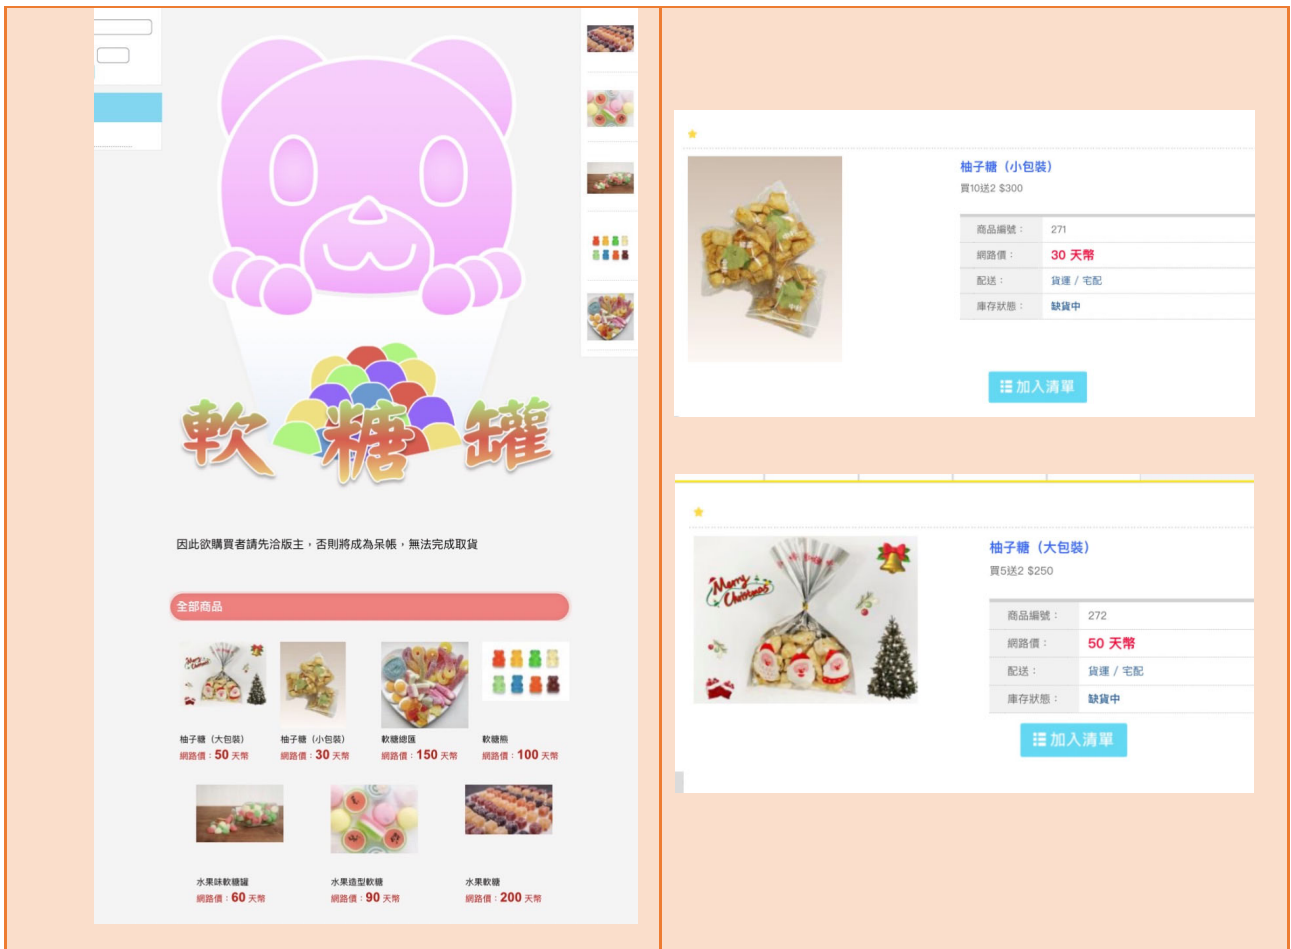 軟糖罐
因此欲購買者請先洽版主，否則將成為呆帳，無法完成取貨
全部商品
柚子糖（大包裝）
網路價：50 天幣
柚子糖（小包裝）
網路價：30 天幣
軟糖總匯
網路價：150 天幣
軟糖熊
網路價：100 天幣
水果味軟糖罐
網路價：60 天幣
水果造型軟糖
網路價：90 天幣
水果軟糖
網路價：200 天幣
柚子糖（小包裝）
買10送2 $300
商品編號： 271
網路價： 30 天幣
配送： 貨運 / 宅配
庫存狀態： 缺貨中
加入清單
Merry
Christmas
柚子糖（大包裝）
買5送2 $250
商品編號： 272
網路價： 50 天幣
配送： 貨運 / 宅配
庫存狀態： 缺貨中
加入清單